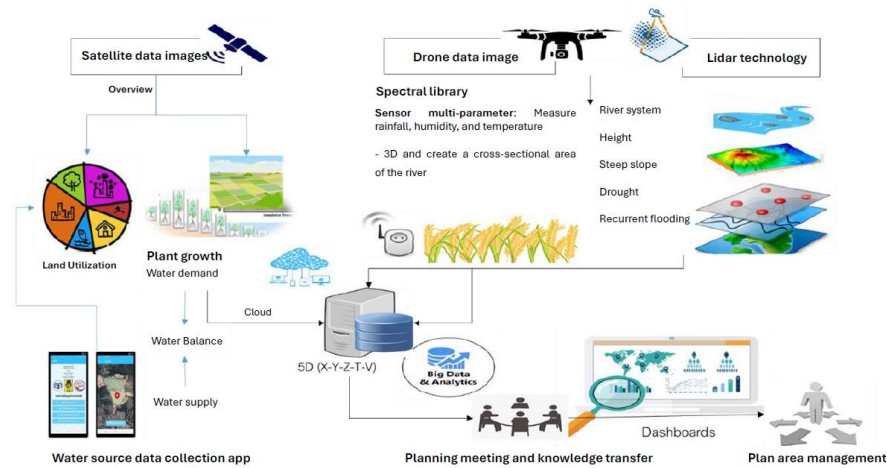 Satellite data images
Drone data image
Lidar technology
Overview
Spectral library
Sensor multi-parameter: Measure
rainfall, humidity, and temperature
- 3D and create a cross-sectional area
of the river
River system
Height
Steep slope
Drought
Recurrent flooding
Land Utilization
Plant growth
Water demand
Cloud
Water Balance
Water supply
5D (X-Y-Z-T-V)
Big Data
& Analytics
Dashboards
Water source data collection app
Planning meeting and knowledge transfer
Plan area management